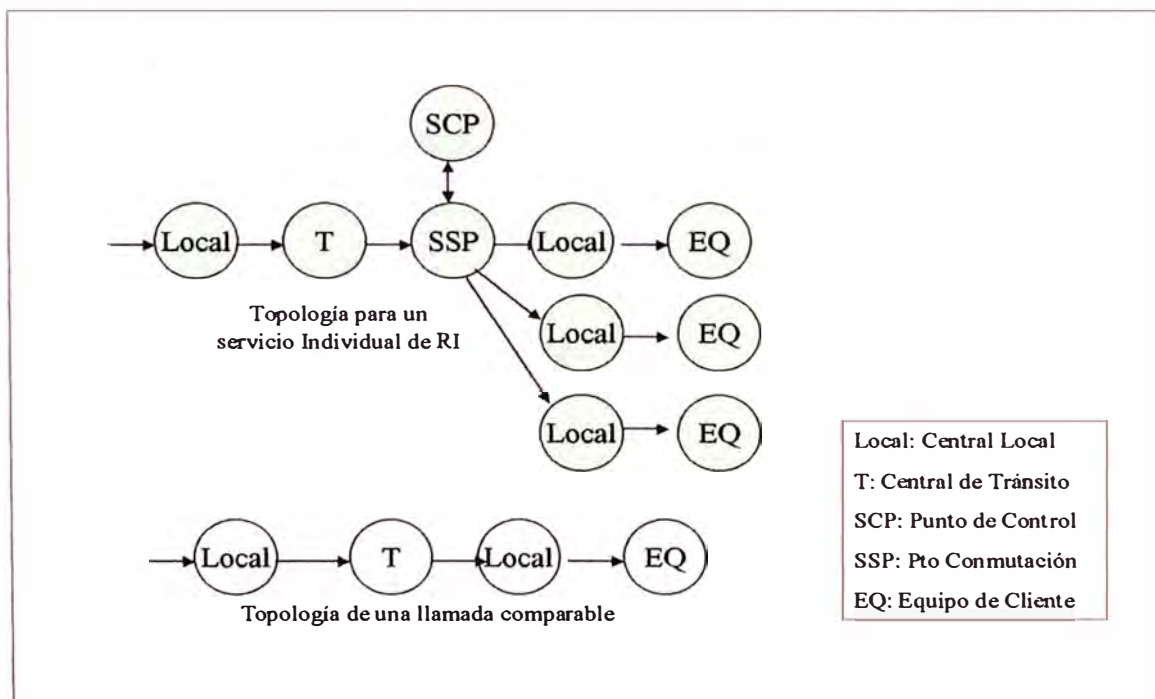 SCP
Local T SSP Local EQ
Topología para un
servicio Individual de RI
Local EQ
Local EQ
Local: Central Local
T: Central de Tránsito
SCP: Punto de Control
SSP: Pto Conmutación
EQ: Equipo de Cliente
Local T Local EQ
Topología de una llamada comparable